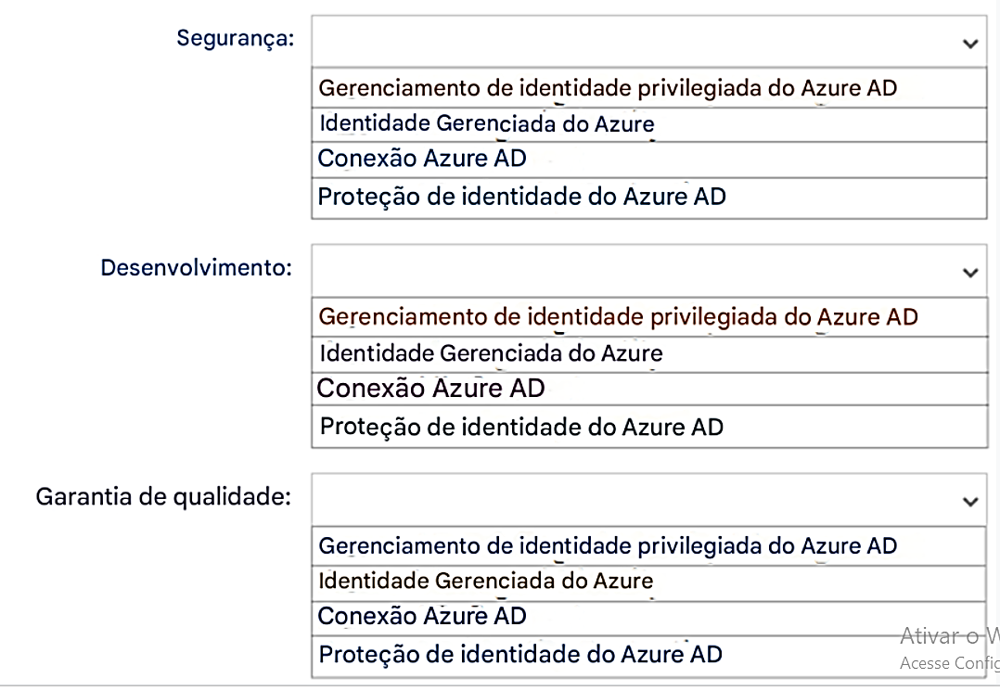 Segurança:
Gerenciamento de identidade privilegiada do Azure AD
Identidade Gerenciada do Azure
Conexão Azure AD
Proteção de identidade do Azure AD
Desenvolvimento:
Gerenciamento de identidade privilegiada do Azure AD
Identidade Gerenciada do Azure
Conexão Azure AD
Proteção de identidade do Azure AD
Garantia de qualidade:
Gerenciamento de identidade privilegiada do Azure AD
Identidade Gerenciada do Azure
Conexão Azure AD
Proteção de identidade do Azure AD
Ativar o W
Acesse Config